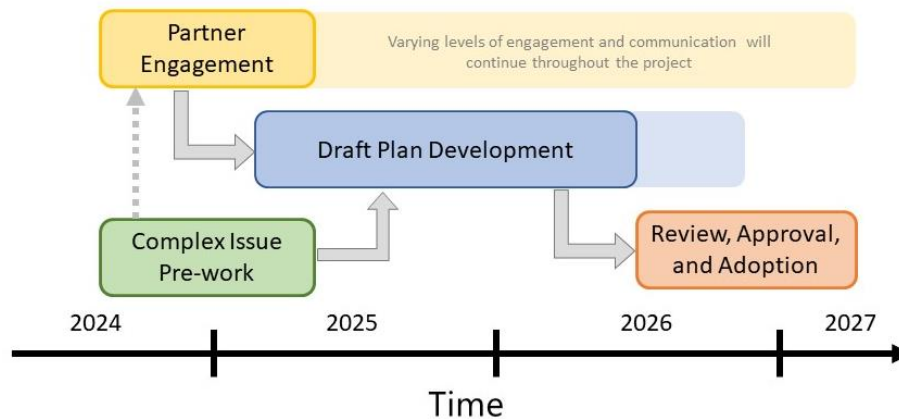 Partner
Engagement
Varying levels of engagement and communication will
continue throughout the project
Draft Plan Development
Complex Issue
Pre-work
Review, Approval,
and Adoption
2024
2025
2026
2027
Time